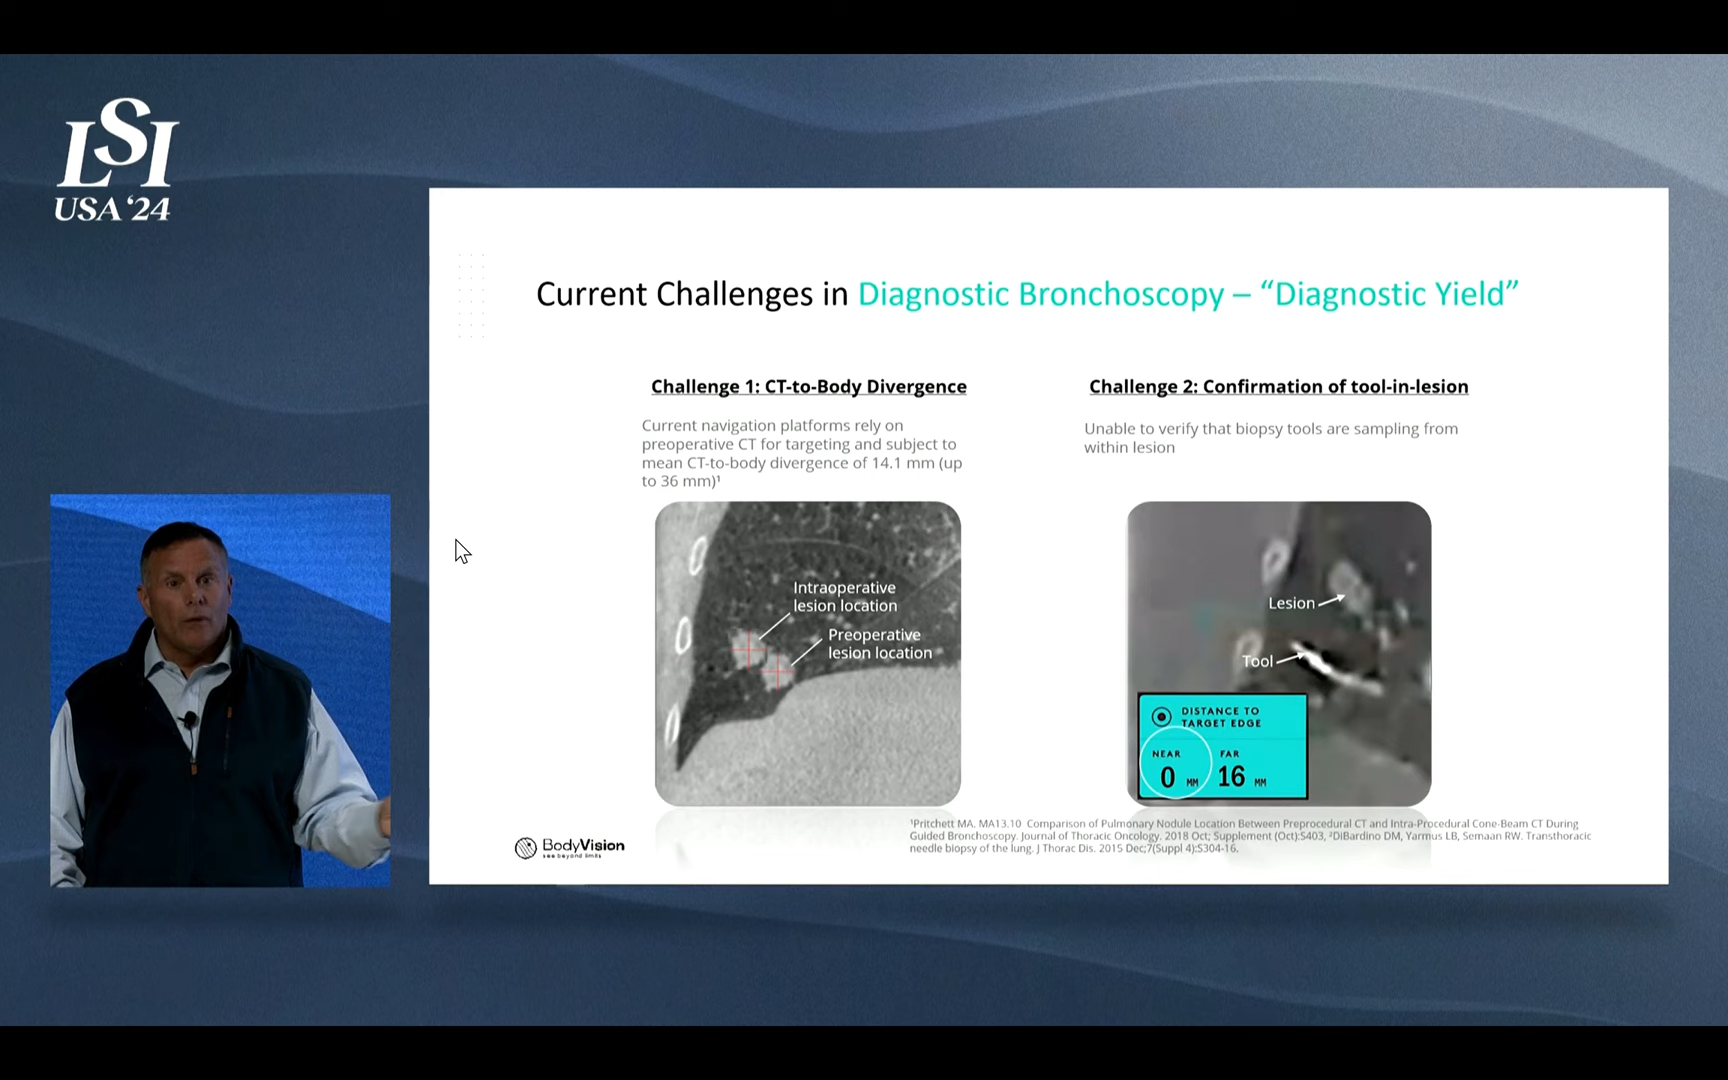 LSI
USA ‘24
Current Challenges in Diagnostic Bronchoscopy – “Diagnostic Yield”
Challenge 1: CT-to-Body Divergence
Current navigation platforms rely on
preoperative CT for targeting and subject to
mean CT-to-body divergence of 14.1 mm (up
to 36 mm)¹
Intraoperative
lesion location
Preoperative
lesion location
Challenge 2: Confirmation of tool-in-lesion
Unable to verify that biopsy tools are sampling from
within lesion
Lesion
Tool
DISTANCE TO
TARGET EDGE
NEAR FAR
0 MM 16 MM
BodyVision
see beyond limits
¹Pritchett MA. MA13.10 Comparison of Pulmonary Nodule Location Between Preprocedural CT and Intra-Procedural Cone-Beam CT During
Guided Bronchoscopy. Journal of Thoracic Oncology. 2018 Oct; Supplement (Oct):S403, ²DiBardino DM, Yarmus LB, Semaan RW. Transthoracic
needle biopsy of the lung. J Thorac Dis. 2015 Dec;7(Suppl 4):S304-16.